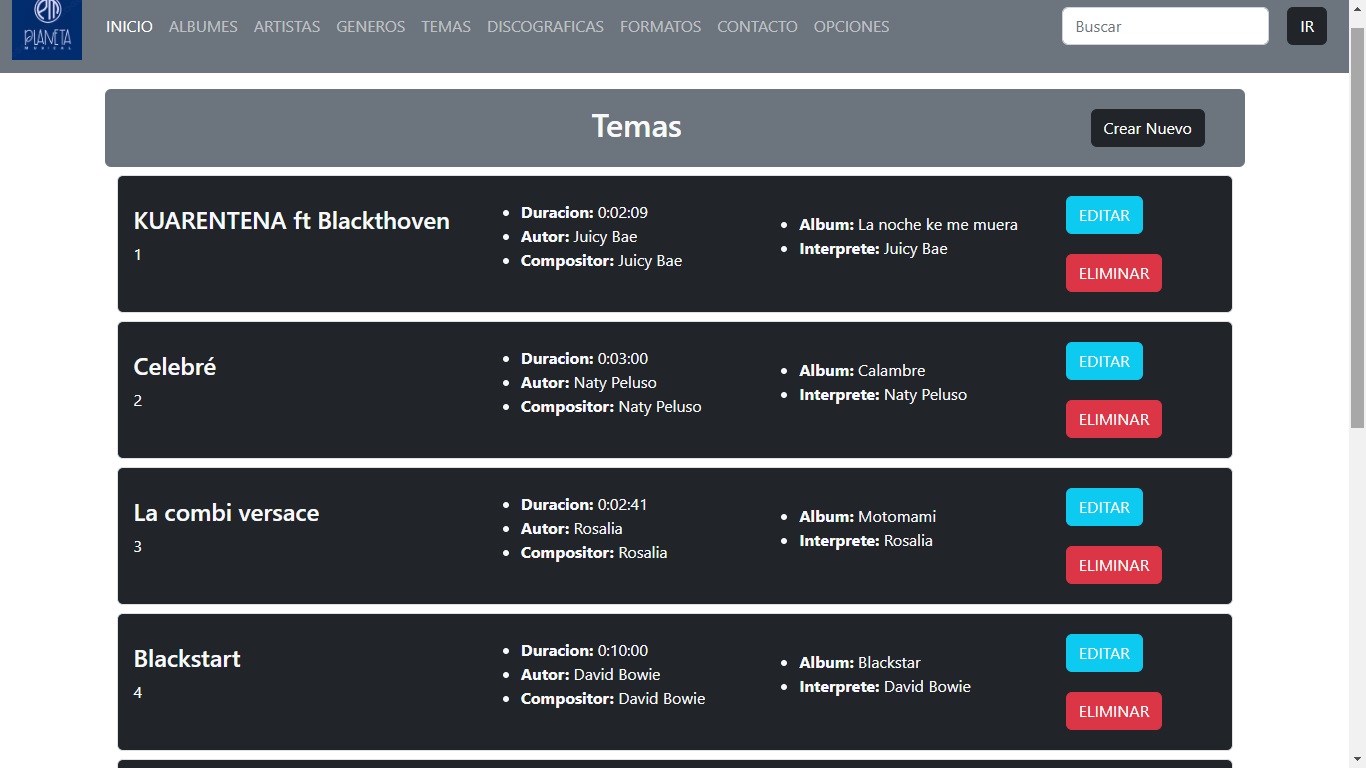 PLANETA
MUSICAL
INICIO ALBUMES ARTISTAS GENEROS TEMAS DISCOGRAFICAS FORMATOS CONTACTO OPCIONES
Buscar
IR
Temas
Crear Nuevo
KUARENTENA ft Blackthoven
1
Duracion: 0:02:09
Autor: Juicy Bae
Compositor: Juicy Bae
Album: La noche ke me muera
Interprete: Juicy Bae
EDITAR
ELIMINAR
Celebré
2
Duracion: 0:03:00
Autor: Naty Peluso
Compositor: Naty Peluso
Album: Calambre
Interprete: Naty Peluso
EDITAR
ELIMINAR
La combi versace
3
Duracion: 0:02:41
Autor: Rosalia
Compositor: Rosalia
Album: Motomami
Interprete: Rosalia
EDITAR
ELIMINAR
Blackstart
4
Duracion: 0:10:00
Autor: David Bowie
Compositor: David Bowie
Album: Blackstar
Interprete: David Bowie
EDITAR
ELIMINAR